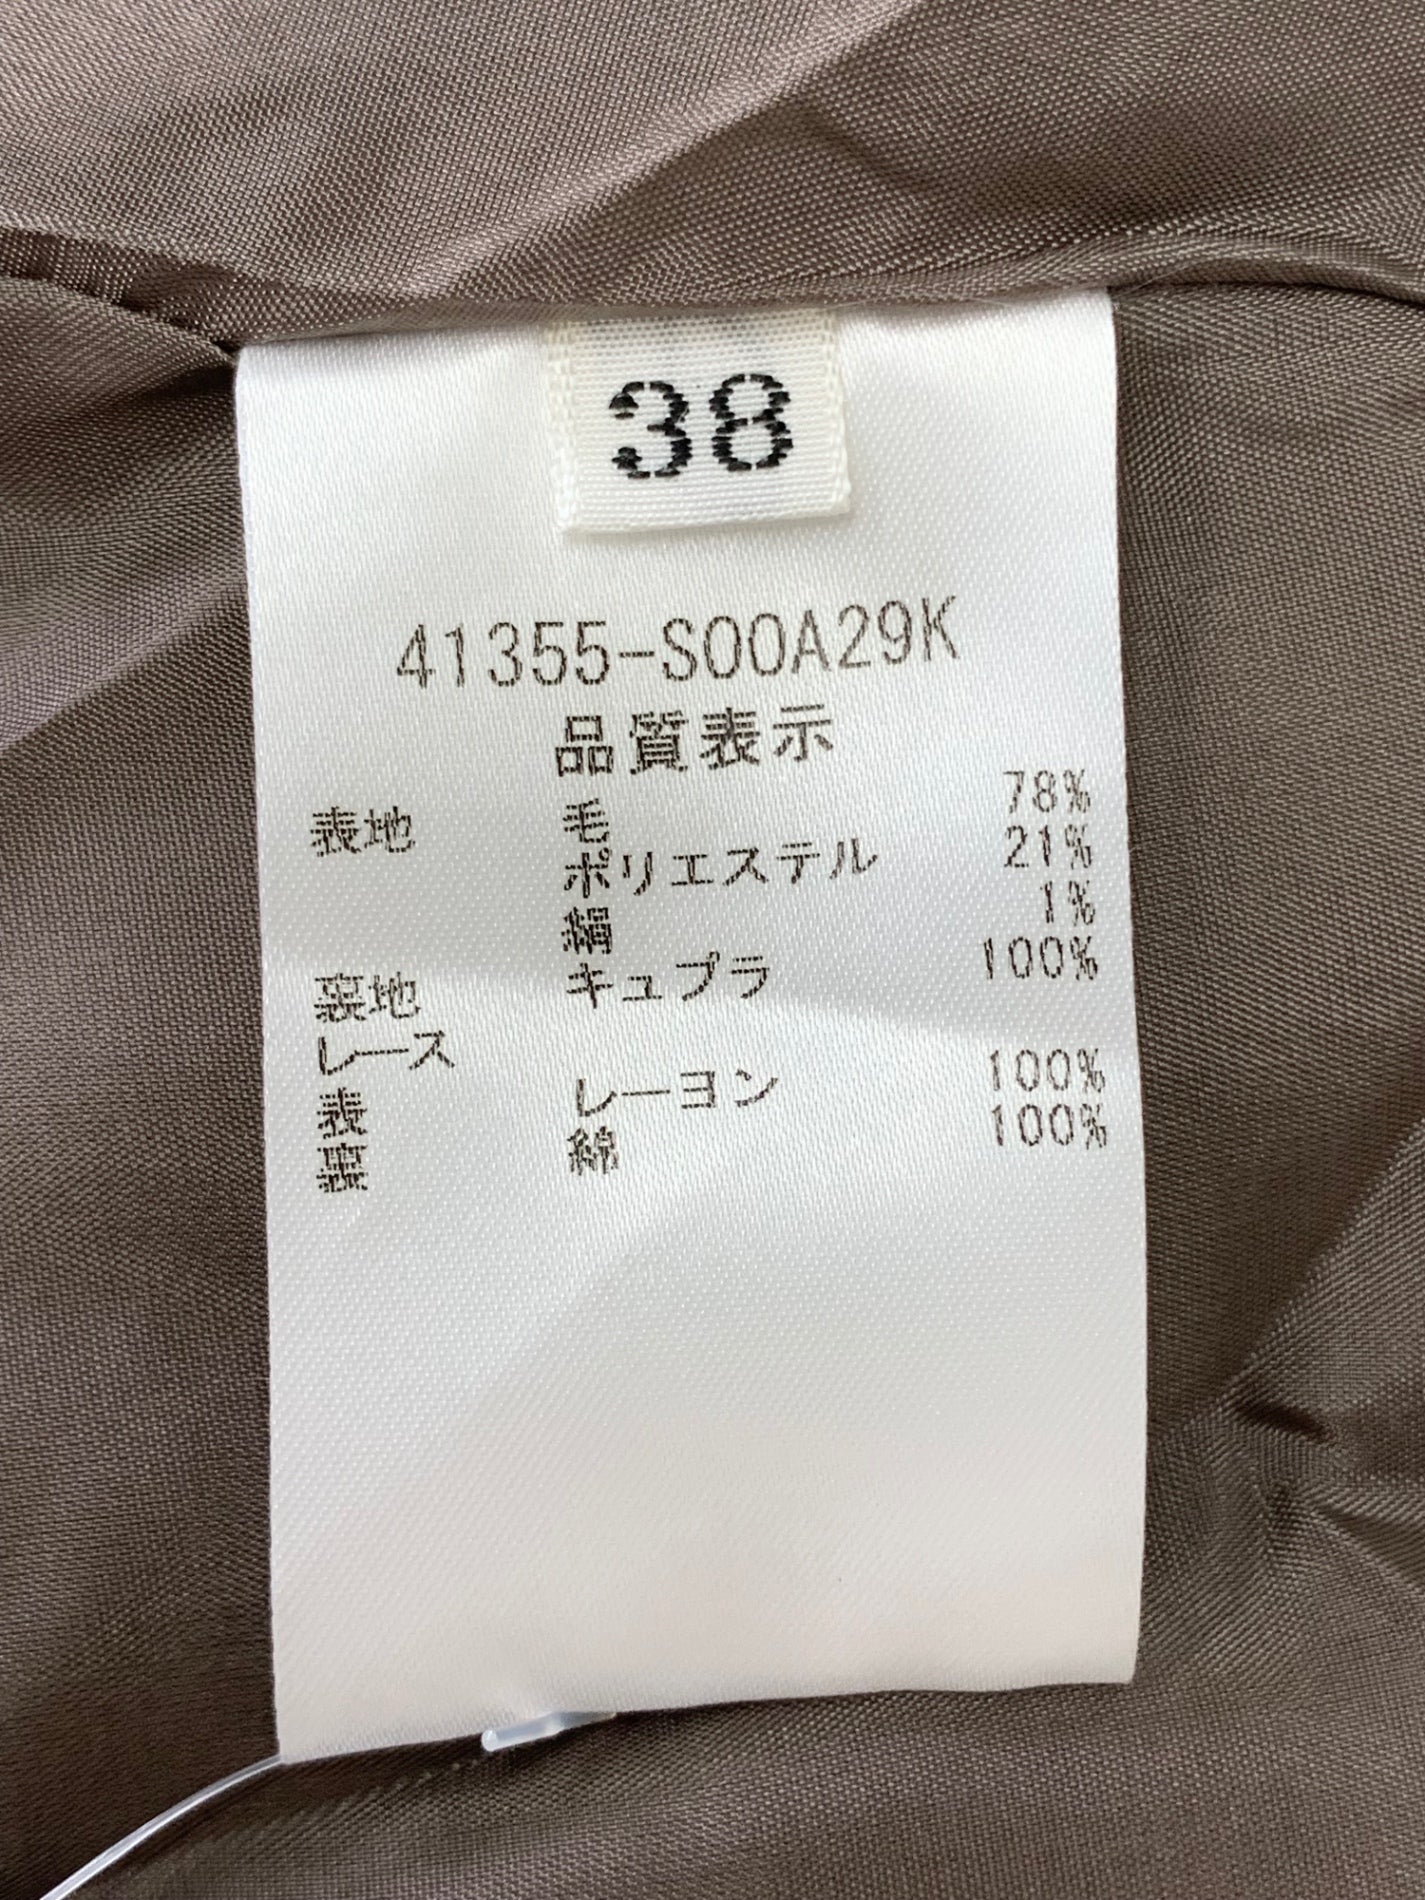 38
41355-S00A29K
品質表示
表地 毛 78%
ポリエステル 21%
絹 1%
裏地 キュプラ 100%
レース
表 レーヨン 100%
裏 綿 100%